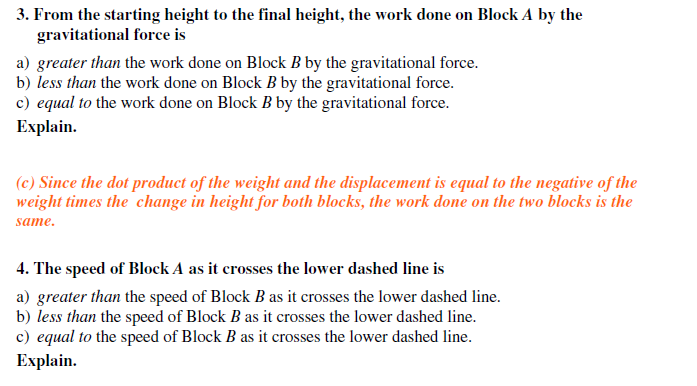 3. From the starting height to the final height, the work done on Block A by the
gravitational force is
a) greater than the work done on Block B by the gravitational force.
b) less than the work done on Block B by the gravitational force.
c) equal to the work done on Block B by the gravitational force.
Explain.
(c) Since the dot product of the weight and the displacement is equal to the negative of the
weight times the change in height for both blocks, the work done on the two blocks is the
same.
4. The speed of Block A as it crosses the lower dashed line is
a) greater than the speed of Block B as it crosses the lower dashed line.
b) less than the speed of Block B as it crosses the lower dashed line.
c) equal to the speed of Block B as it crosses the lower dashed line.
Explain.